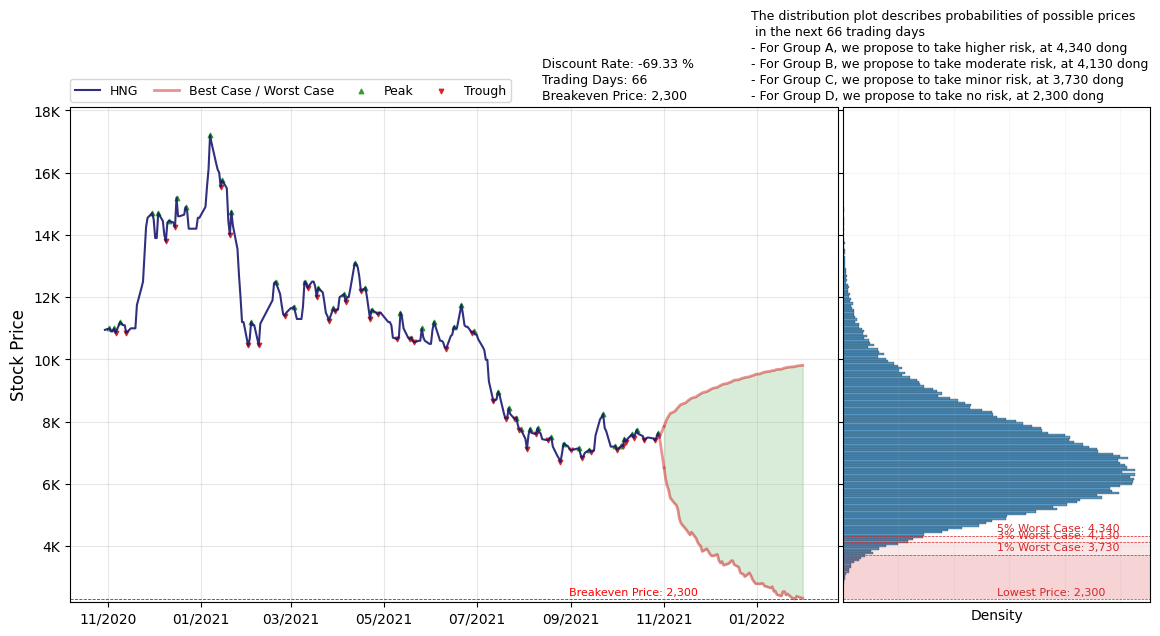 The distribution plot describes probabilities of possible prices
in the next 66 trading days
- For Group A, we propose to take higher risk, at 4,340 dong
- For Group B, we propose to take moderate risk, at 4,130 dong
- For Group C, we propose to take minor risk, at 3,730 dong
- For Group D, we propose to take no risk, at 2,300 dong
Discount Rate: -69.33 %
Trading Days: 66
Breakeven Price: 2,300
HNG
Best Case / Worst Case
Peak
Trough
Stock Price
18K
16K
14K
12K
10K
8K
6K
4K
Breakeven Price: 2,300
11/2020
01/2021
03/2021
05/2021
07/2021
09/2021
11/2021
01/2022
5% Worst Case: 4,340
3% Worst Case: 4,130
1% Worst Case: 3,730
Lowest Price: 2,300
Density